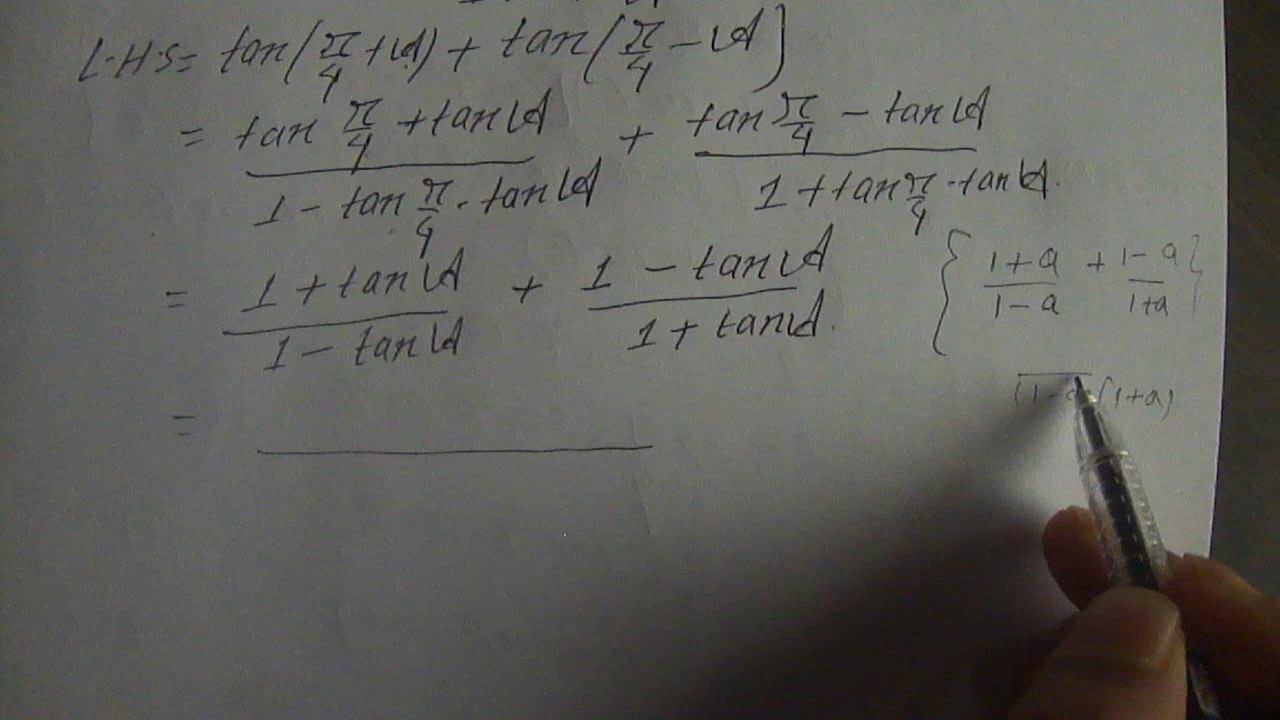 L.H.S = tan(π/4 + A) + tan(π/4 - A)
= (tan π/4 + tan A)/(1 - tan π/4 . tan A) + (tan π/4 - tan A)/(1 + tan π/4 . tan A).
= (1 + tan A)/(1 - tan A) + (1 - tan A)/(1 + tan A).
{ (1+a)/(1-a) + (1-a)/(1+a) }
(1-a)(1+a)
=